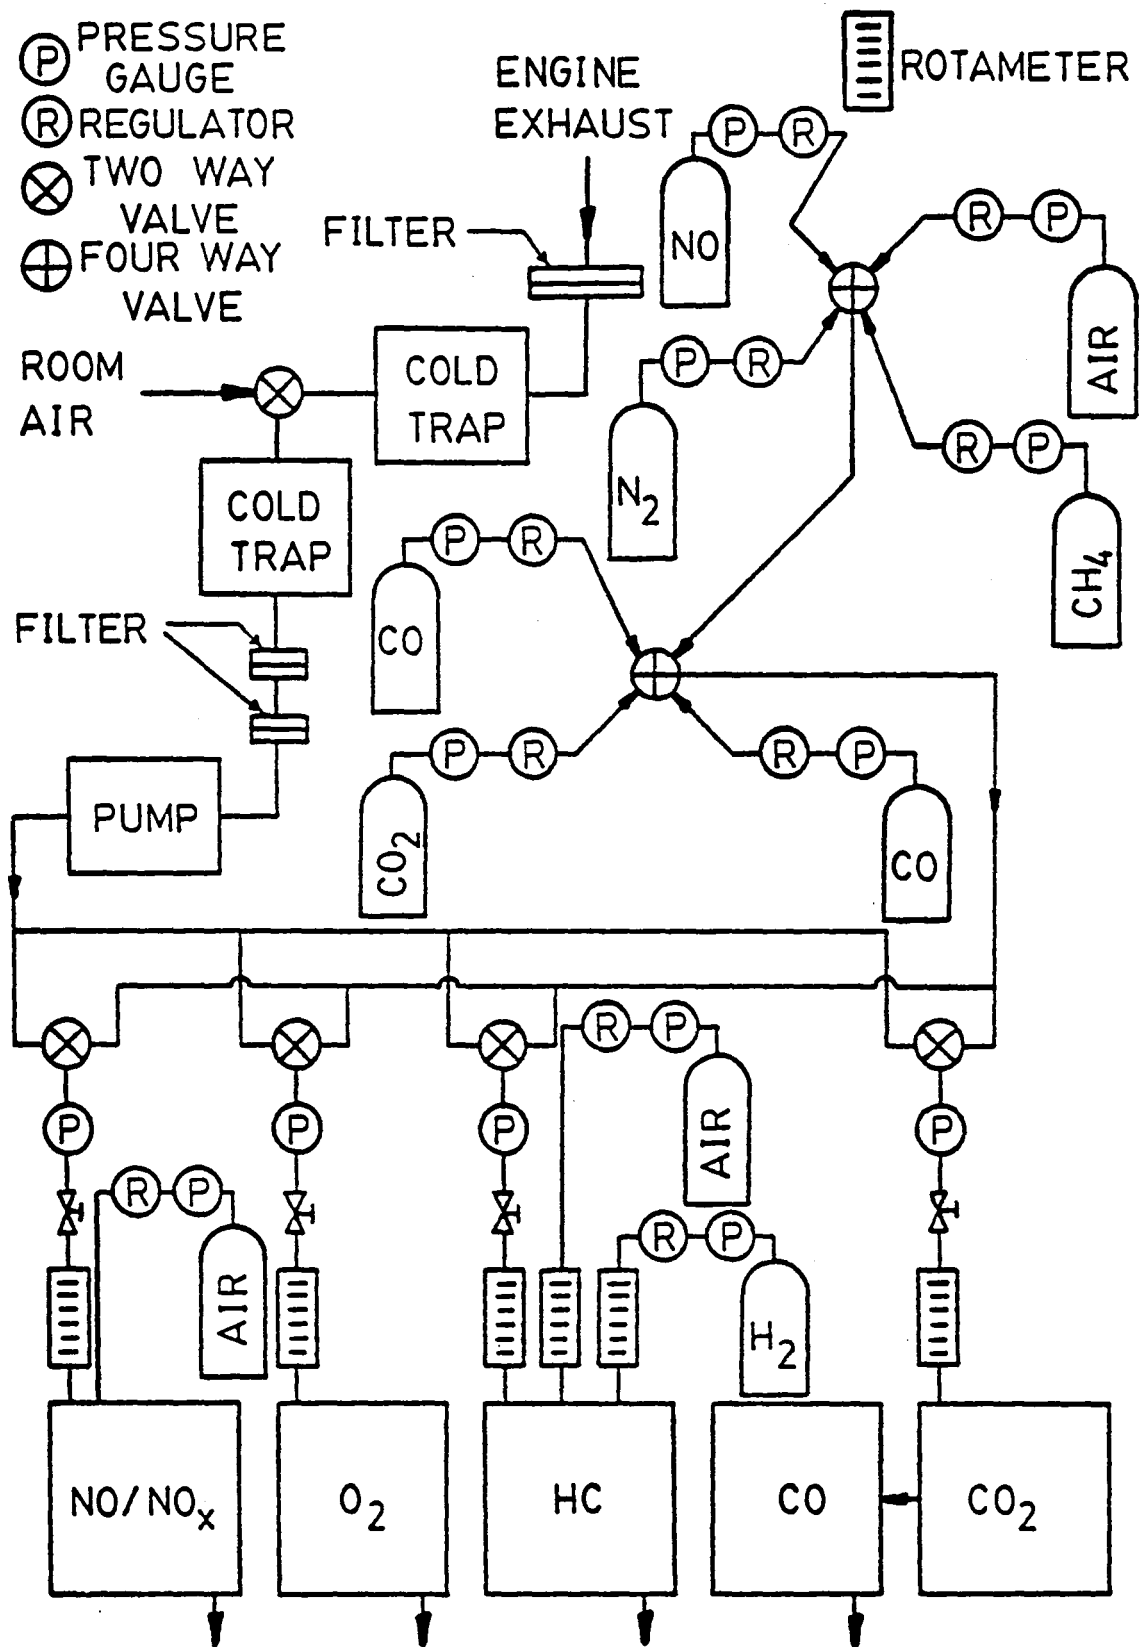 P PRESSURE
GAUGE
R REGULATOR
TWO WAY
VALVE
FOUR WAY
VALVE
ENGINE
EXHAUST
ROTAMETER
P R
NO
R P
AIR
FILTER
ROOM
AIR
COLD
TRAP
P R
N2
R P
CH4
COLD
TRAP
P R
CO
FILTER
P R
CO2
R P
CO
PUMP
R P
AIR
P
P
P
P
R P
AIR
R P
H2
NO/NOx
O2
HC
CO
CO2